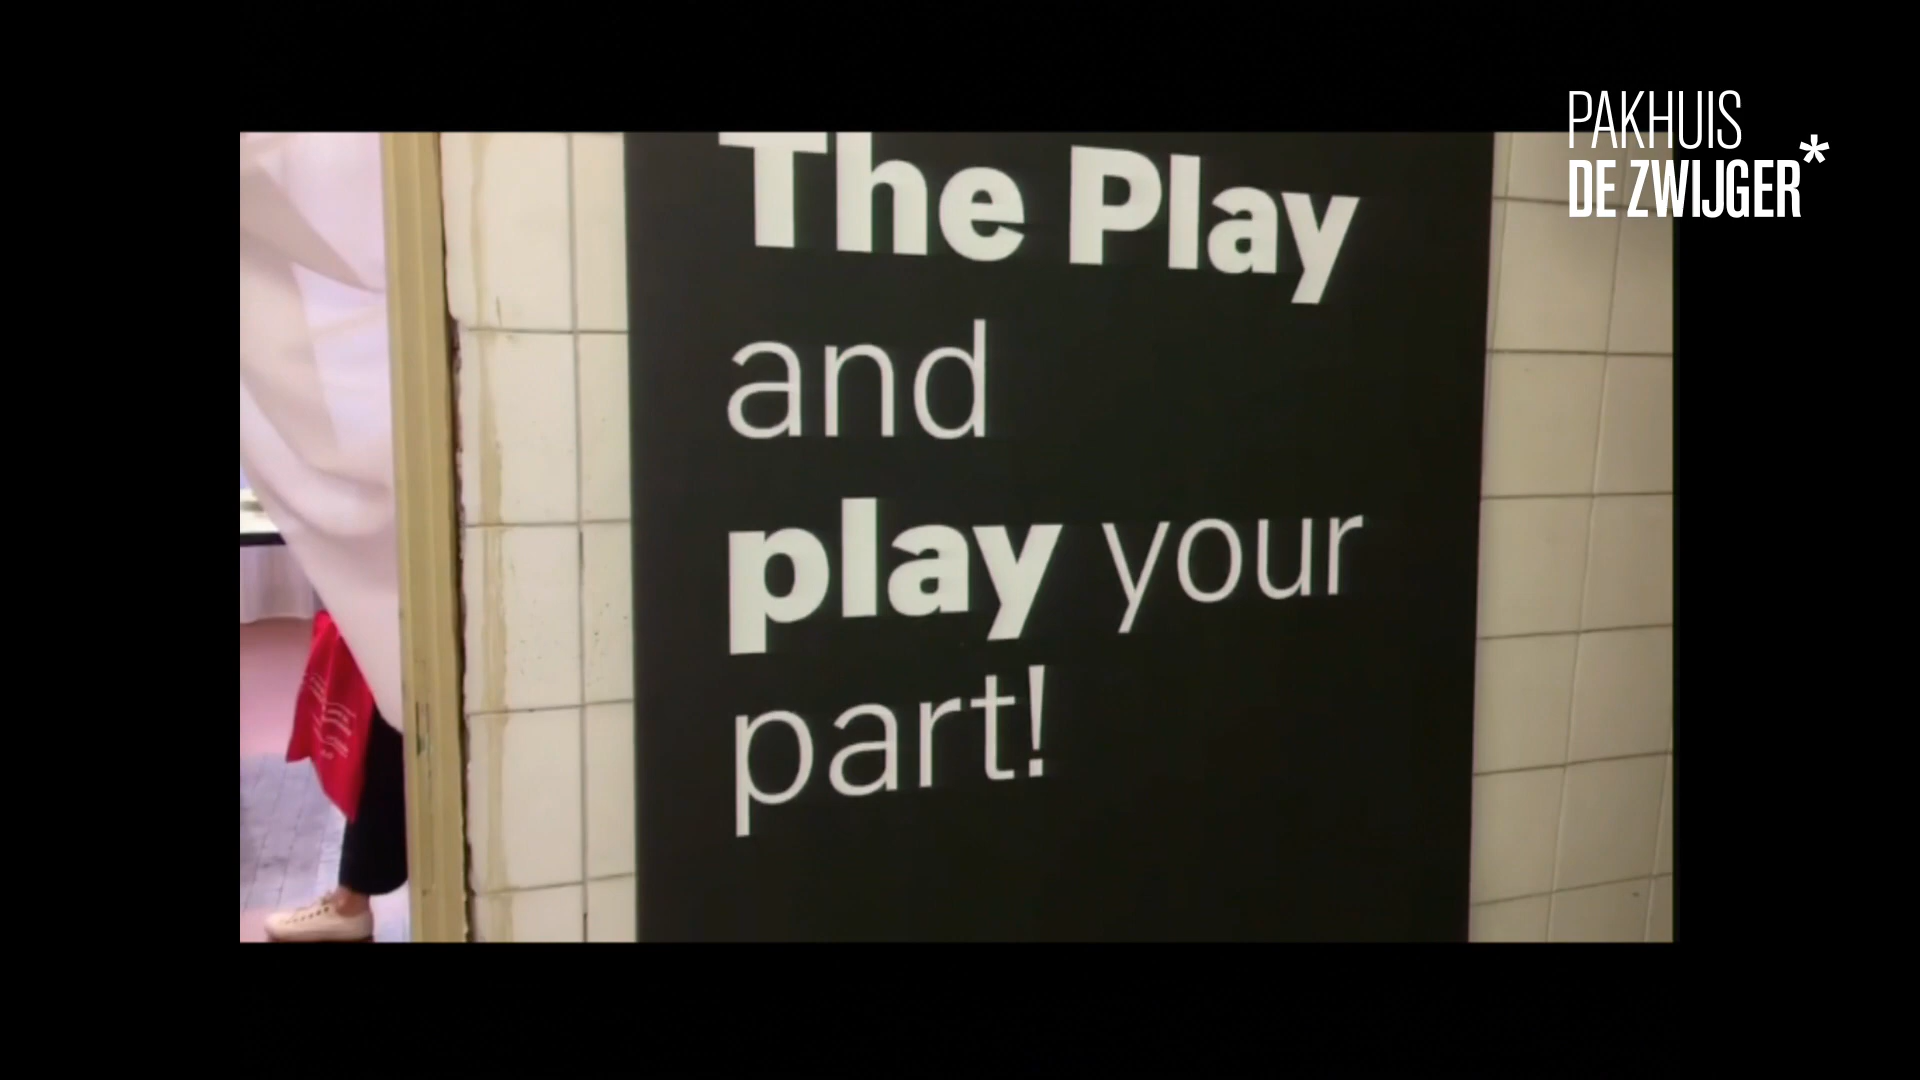 PAKHUIS
DE ZWIJGER*
The Play
and
play your
part!